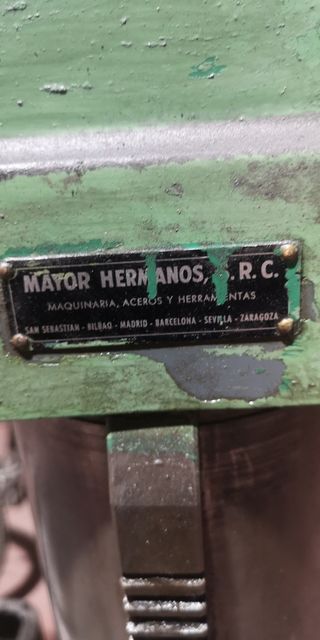 MAYOR HERMANOS, S. R. C.
MAQUINARIA, ACEROS Y HERRAMIENTAS
SAN SEBASTIAN - BILBAO - MADRID - BARCELONA - SEVILLA - ZARAGOZA